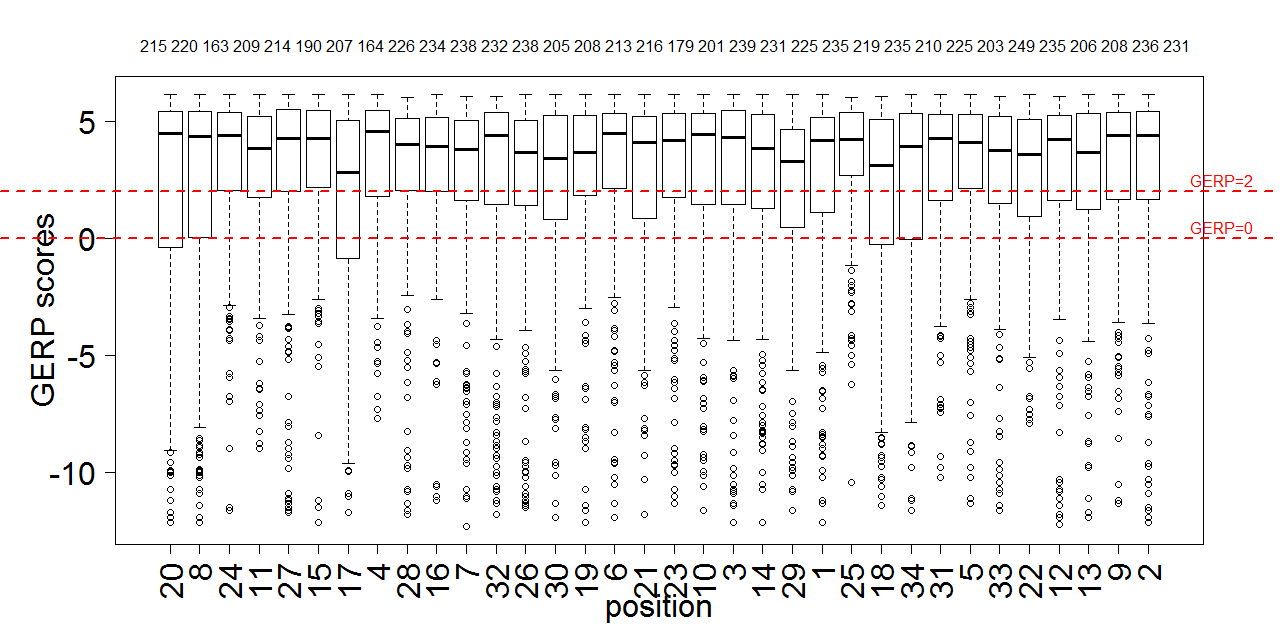 215 220 163 209 214 190 207 164 226 234 238 232 238 205 208 213 216 179 201 239 231 225 235 219 235 210 225 203 249 235 206 208 236 231
5
GERP=2
0
GERP=0
-5
-10
GERP scores
20 8 24 11 27 15 17 4 28 16 7 32 26 30 19 6 21 23 10 3 14 29 1 25 18 34 31 5 33 22 12 13 9 2
position